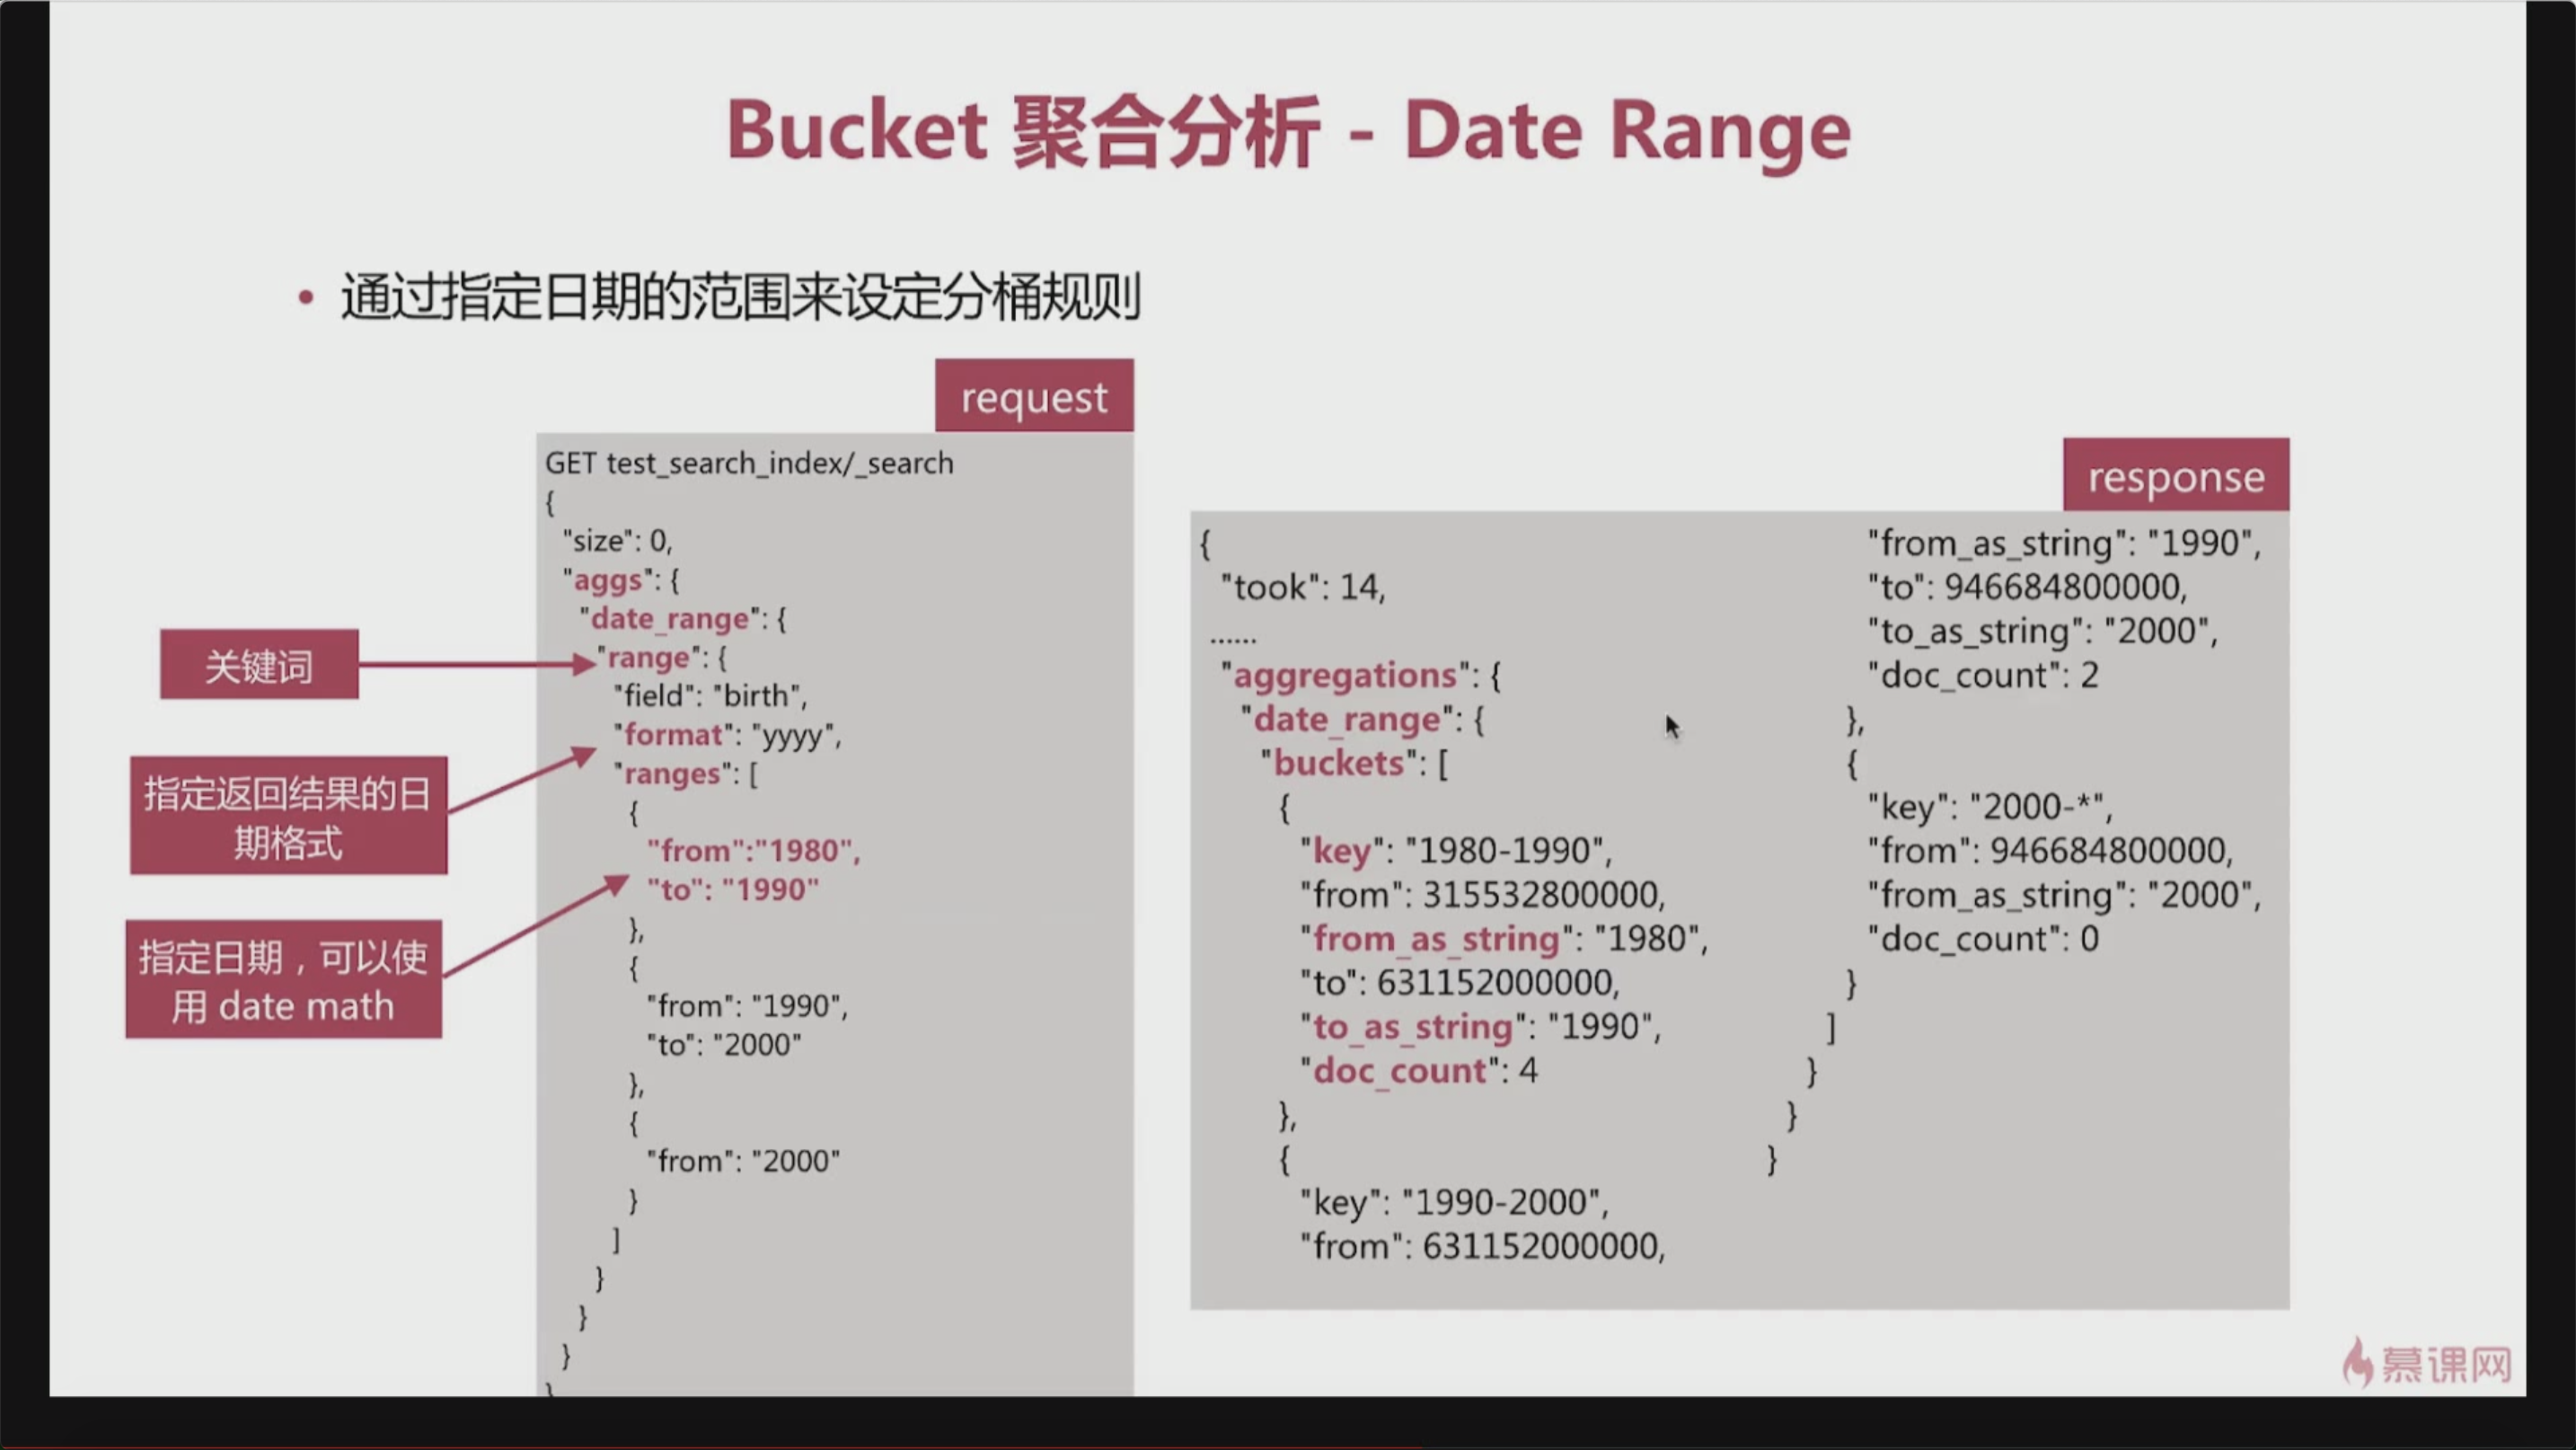 Bucket 聚合分析 - Date Range
• 通过指定日期的范围来设定分桶规则
request
GET test_search_index/_search
{
"size": 0,
"aggs": {
"date_range": {
"range": {
"field": "birth",
"format": "yyyy",
"ranges": [
{
"from":"1980",
"to": "1990"
},
{
"from": "1990",
"to": "2000"
},
{
"from": "2000"
}
]
}
}
}
}
关键词
指定返回结果的日
期格式
指定日期，可以使
用 date math
response
{
"took": 14,
......
"aggregations": {
"date_range": {
"buckets": [
{
"key": "1980-1990",
"from": 315532800000,
"from_as_string": "1980",
"to": 631152000000,
"to_as_string": "1990",
"doc_count": 4
},
{
"key": "1990-2000",
"from": 631152000000,
"from_as_string": "1990",
"to": 946684800000,
"to_as_string": "2000",
"doc_count": 2
},
{
"key": "2000-*",
"from": 946684800000,
"from_as_string": "2000",
"doc_count": 0
}
]
}
}
}
慕课网